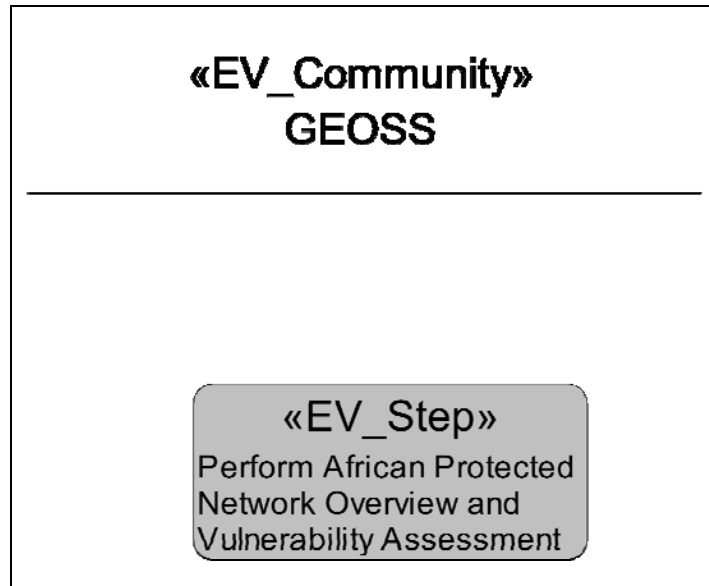 «EV_Community»
GEOSS
«EV_Step»
Perform African Protected
Network Overview and
Vulnerability Assessment